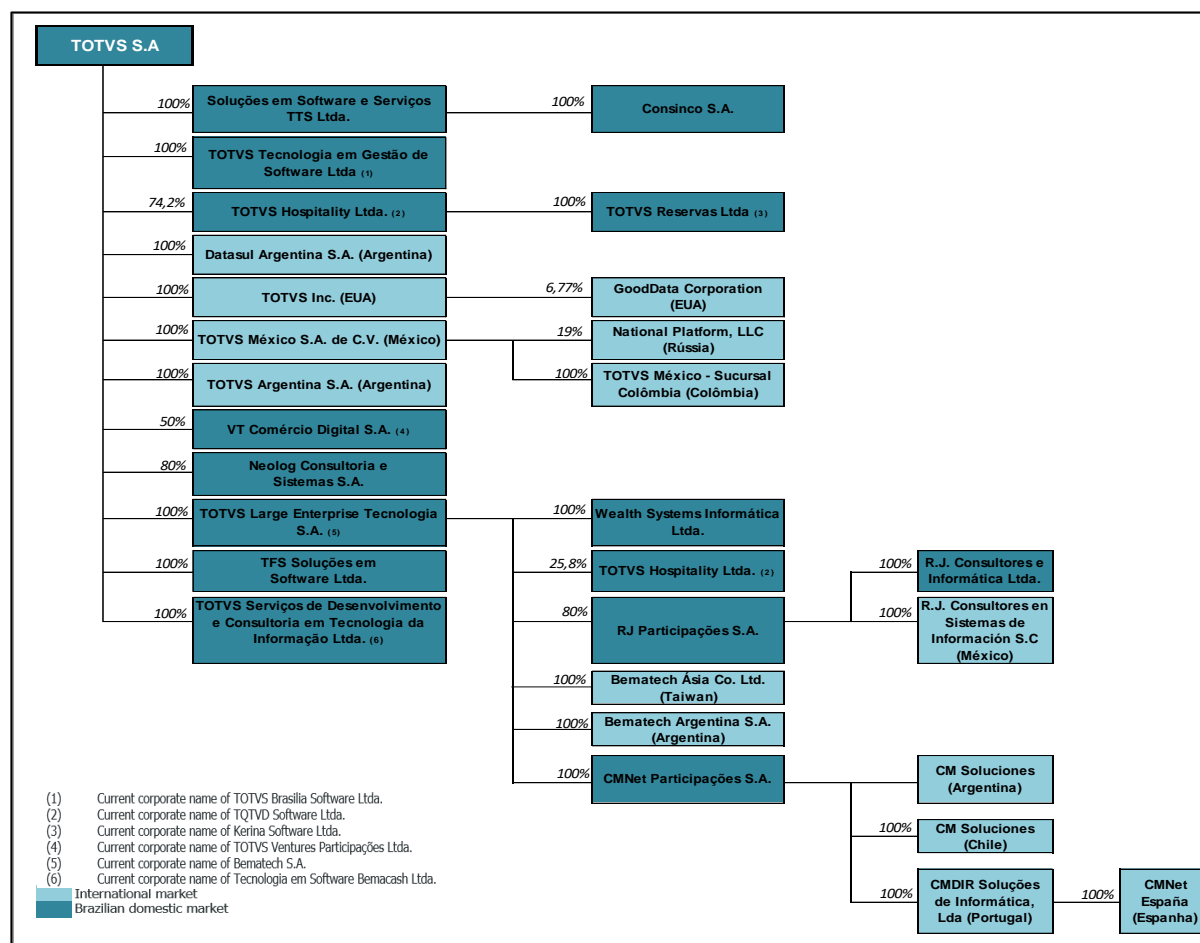 TOTVS S.A
100%
Soluções em Software e Serviços
TTS Ltda.
100%
Consinco S.A.
100%
TOTVS Tecnologia em Gestão de
Software Ltda (1)
74,2%
TOTVS Hospitality Ltda. (2)
100%
TOTVS Reservas Ltda (3)
100%
Datasul Argentina S.A. (Argentina)
100%
TOTVS Inc. (EUA)
6,77%
GoodData Corporation
(EUA)
100%
TOTVS México S.A. de C.V. (México)
19%
National Platform, LLC
(Rússia)
100%
TOTVS Argentina S.A. (Argentina)
100%
TOTVS México - Sucursal
Colômbia (Colômbia)
50%
VT Comércio Digital S.A. (4)
80%
Neolog Consultoria e
Sistemas S.A.
100%
TOTVS Large Enterprise Tecnologia
S.A. (5)
100%
Wealth Systems Informática
Ltda.
100%
TFS Soluções em
Software Ltda.
25,8%
TOTVS Hospitality Ltda. (2)
100%
R.J. Consultores e
Informática Ltda.
100%
TOTVS Serviços de Desenvolvimento
e Consultoria em Tecnologia da
Informação Ltda. (6)
80%
RJ Participações S.A.
100%
R.J. Consultores en
Sistemas de
Información S.C
(México)
100%
Bematech Ásia Co. Ltd.
(Taiwan)
100%
Bematech Argentina S.A.
(Argentina)
100%
CMNet Participações S.A.
CM Soluciones
(Argentina)
100%
CM Soluciones
(Chile)
100%
CMDIR Soluções
de Informática,
Lda (Portugal)
100%
CMNet
España
(Espanha)
(1) Current corporate name of TOTVS Brasilia Software Ltda.
(2) Current corporate name of TQTVD Software Ltda.
(3) Current corporate name of Kerina Software Ltda.
(4) Current corporate name of TOTVS Ventures Participações Ltda.
(5) Current corporate name of Bematech S.A.
(6) Current corporate name of Tecnologia em Software Bemacash Ltda.
International market
Brazilian domestic market